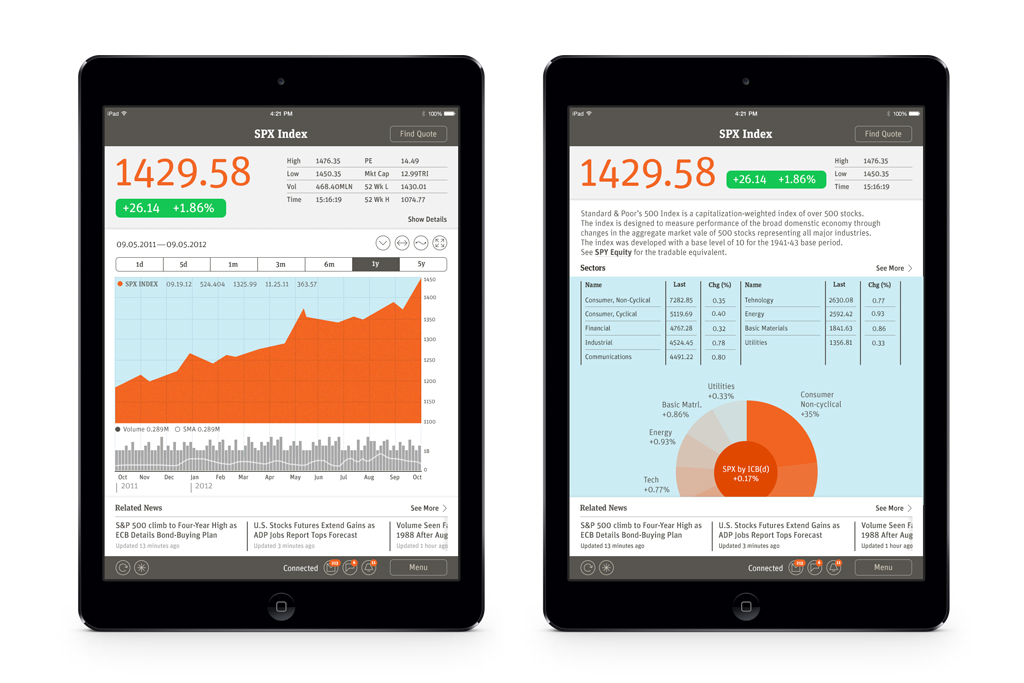 iPad
4:21 PM
100%
SPX Index
Find Quote
1429.58
+26.14 +1.86%
High 1476.35 PE 14.49
Low 1450.35 Mkt Cap 12.99TRI
Vol 468.40MLN 52 Wk L 1430.01
Time 15:16:19 52 Wk H 1074.77
Show Details
09.05.2011—09.05.2012
1d 5d 1m 3m 6m 1y 5y
SPX INDEX 09.19.12 524.404 1325.99 11.25.11 363.57
1450
1400
1350
1300
1250
1200
1150
1100
Volume 0.289M SMA 0.289M
1B
0
Oct Nov Dec Jan Feb Mar Apr May Jun Jul Aug Sep Oct
2011 2012
Related News
See More
S&P 500 climb to Four-Year High as
ECB Details Bond-Buying Plan
Updated 13 minutes ago
U.S. Stocks Futures Extend Gains as
ADP Jobs Report Tops Forecast
Updated 3 minutes ago
Volume Seen
1988 After Aug
Updated 1 hour ag
Connected
Menu
iPad
4:21 PM
100%
SPX Index
Find Quote
1429.58
+26.14 +1.86%
High 1476.35
Low 1450.35
Time 15:16:19
Standard & Poor's 500 Index is a capitalization-weighted index of over 500 stocks.
The index is designed to measure performance of the broad domenstic economy through
changes in the aggregate market vale of 500 stocks representing all major industries.
The index was developed with a base level of 10 for the 1941-43 base period.
See SPY Equity for the tradable equivalent.
Sectors
See More
Name Last Chg (%) Name Last Chg (%)
Consumer, Non-Cyclical 7282.85 0.35 Tehnology 2630.08 0.77
Consumer, Cyclical 5119.69 0.40 Energy 2592.42 0.93
Financial 4767.28 0.32 Basic Materials 1841.63 0.86
Industrial 4524.45 0.78 Utilities 1356.81 0.33
Communications 4491.22 0.80
Utilities
+0.33%
Consumer
Non-cyclical
+35%
Basic Matrl.
+0.86%
Energy
+0.93%
Tech
+0.77%
SPX by ICB(d)
+0.17%
Related News
See More
S&P 500 climb to Four-Year High as
ECB Details Bond-Buying Plan
Updated 13 minutes ago
U.S. Stocks Futures Extend Gains as
ADP Jobs Report Tops Forecast
Updated 3 minutes ago
Volume Seen
1988 After Aug
Updated 1 hour ag
Connected
Menu